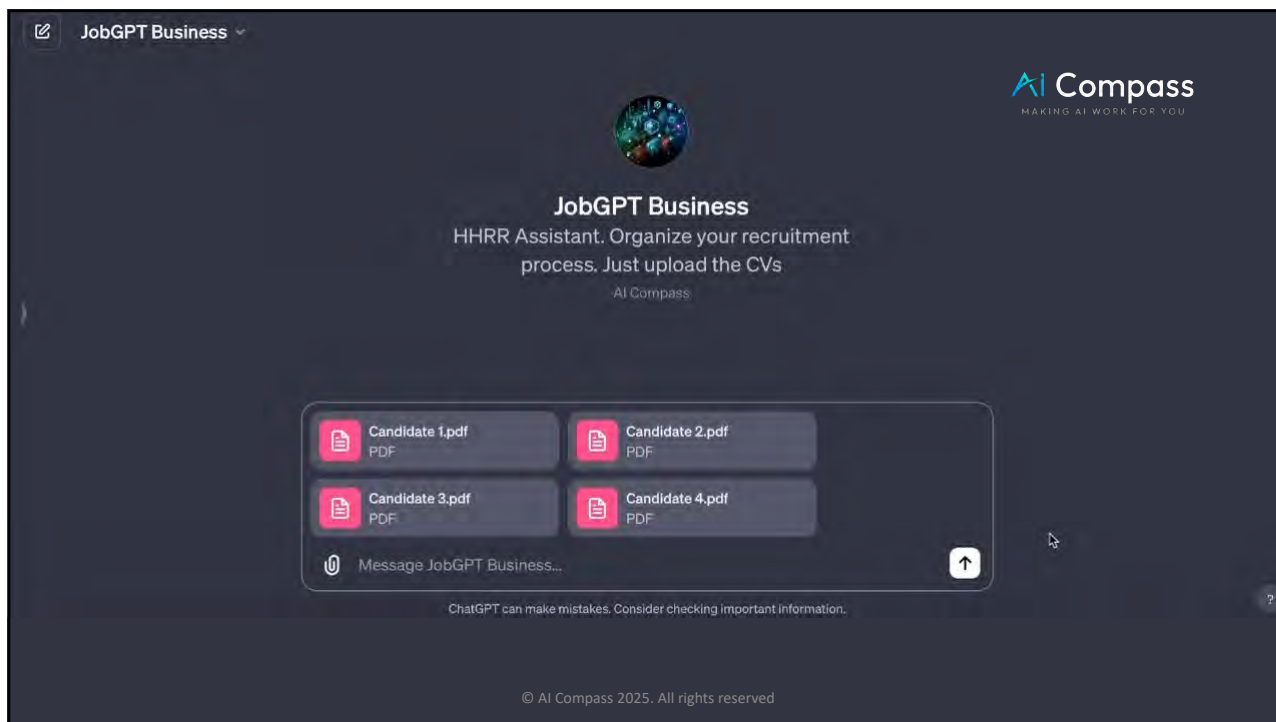 JobGPT Business
Ai Compass
MAKING AI WORK FOR YOU
JobGPT Business
HHRR Assistant. Organize your recruitment
process. Just upload the CVs
AI Compass
Candidate 1.pdf
PDF
Candidate 2.pdf
PDF
Candidate 3.pdf
PDF
Candidate 4.pdf
PDF
Message JobGPT Business...
ChatGPT can make mistakes. Consider checking important information.
?
© AI Compass 2025. All rights reserved